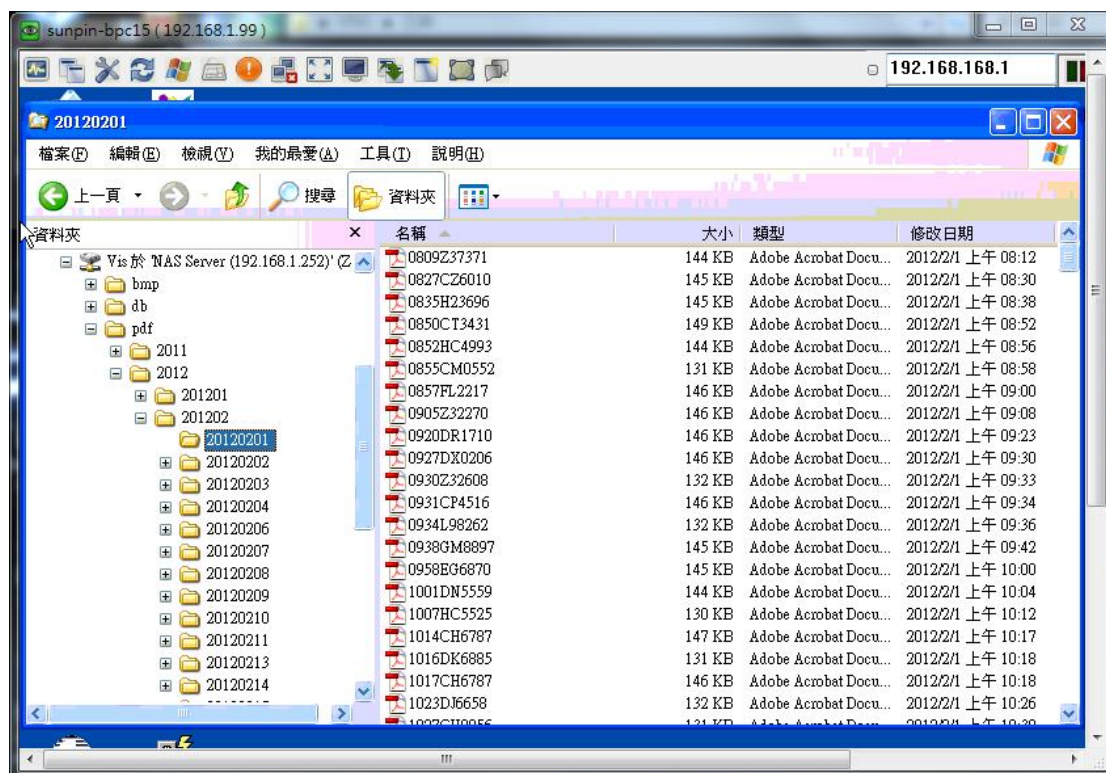 sunpin-bpc15 ( 192.168.1.99 )
192.168.168.1
20120201
檔案(F) 編輯(E) 檢視(V) 我的最愛(A) 工具(T) 說明(H)
上一頁 搜尋 資料夾
資料夾 名稱 大小 類型 修改日期
Vis 於 'NAS Server (192.168.1.252)' (Z
bmp
db
pdf
2011
2012
201201
201202
20120201
20120202
20120203
20120204
20120206
20120207
20120208
20120209
20120210
20120211
20120213
20120214
0809Z37371 144 KB Adobe Acrobat Docu... 2012/2/1 上午 08:12
0827CZ6010 145 KB Adobe Acrobat Docu... 2012/2/1 上午 08:30
0835H23696 145 KB Adobe Acrobat Docu... 2012/2/1 上午 08:38
0850CT3431 149 KB Adobe Acrobat Docu... 2012/2/1 上午 08:52
0852HC4993 144 KB Adobe Acrobat Docu... 2012/2/1 上午 08:56
0855CM0552 131 KB Adobe Acrobat Docu... 2012/2/1 上午 08:58
0857FL2217 146 KB Adobe Acrobat Docu... 2012/2/1 上午 09:00
0905Z32270 146 KB Adobe Acrobat Docu... 2012/2/1 上午 09:08
0920DR1710 146 KB Adobe Acrobat Docu... 2012/2/1 上午 09:23
0927DX0206 146 KB Adobe Acrobat Docu... 2012/2/1 上午 09:30
0930Z32608 132 KB Adobe Acrobat Docu... 2012/2/1 上午 09:33
0931CP4516 146 KB Adobe Acrobat Docu... 2012/2/1 上午 09:34
0934L98262 132 KB Adobe Acrobat Docu... 2012/2/1 上午 09:36
0938GM8897 145 KB Adobe Acrobat Docu... 2012/2/1 上午 09:42
0958EG6870 145 KB Adobe Acrobat Docu... 2012/2/1 上午 10:00
1001DN5559 144 KB Adobe Acrobat Docu... 2012/2/1 上午 10:04
1007HC5525 130 KB Adobe Acrobat Docu... 2012/2/1 上午 10:12
1014CH6787 147 KB Adobe Acrobat Docu... 2012/2/1 上午 10:17
1016DK6885 131 KB Adobe Acrobat Docu... 2012/2/1 上午 10:18
1017CH6787 146 KB Adobe Acrobat Docu... 2012/2/1 上午 10:18
1023DJ6658 132 KB Adobe Acrobat Docu... 2012/2/1 上午 10:26